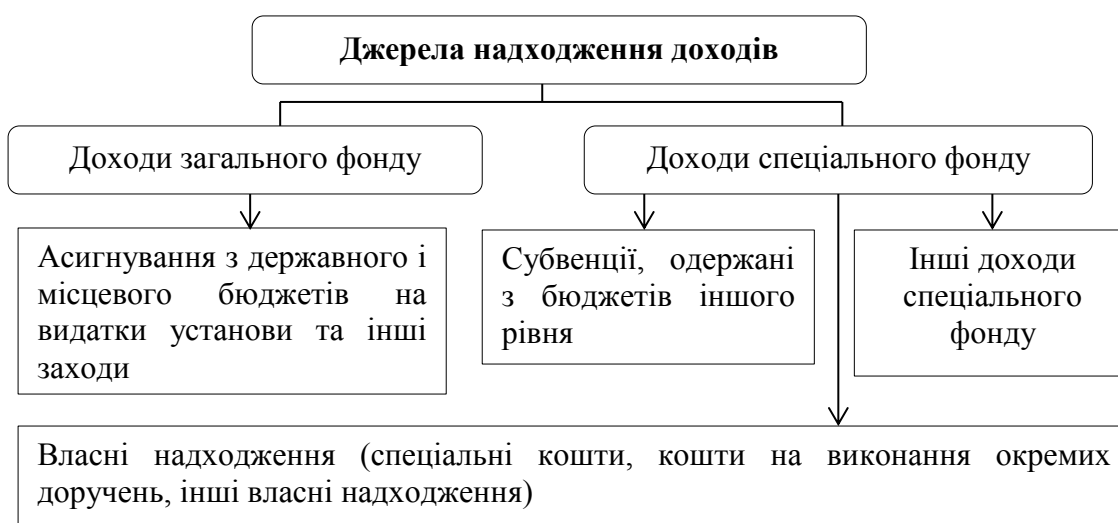 Джерела надходження доходів
Доходи загального фонду
Доходи спеціального фонду
Асигнування з державного і
місцевого бюджетів на
видатки установи та інші
заходи
Субвенції, одержані
з бюджетів іншого
рівня
Інші доходи
спеціального
фонду
Власні надходження (спеціальні кошти, кошти на виконання окремих
доручень, інші власні надходження)